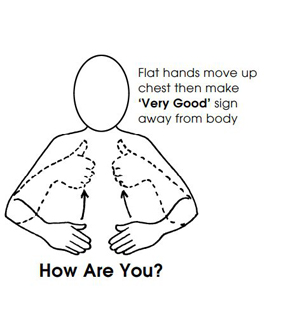 Flat hands move up
chest then make
'Very Good' sign
away from body
How Are You?